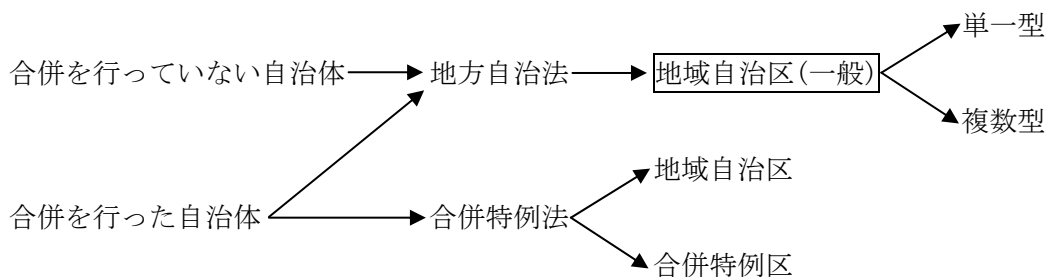 単一型
合併を行っていない自治体
地方自治法
地域自治区(一般)
複数型
地域自治区
合併を行った自治体
合併特例法
合併特例区